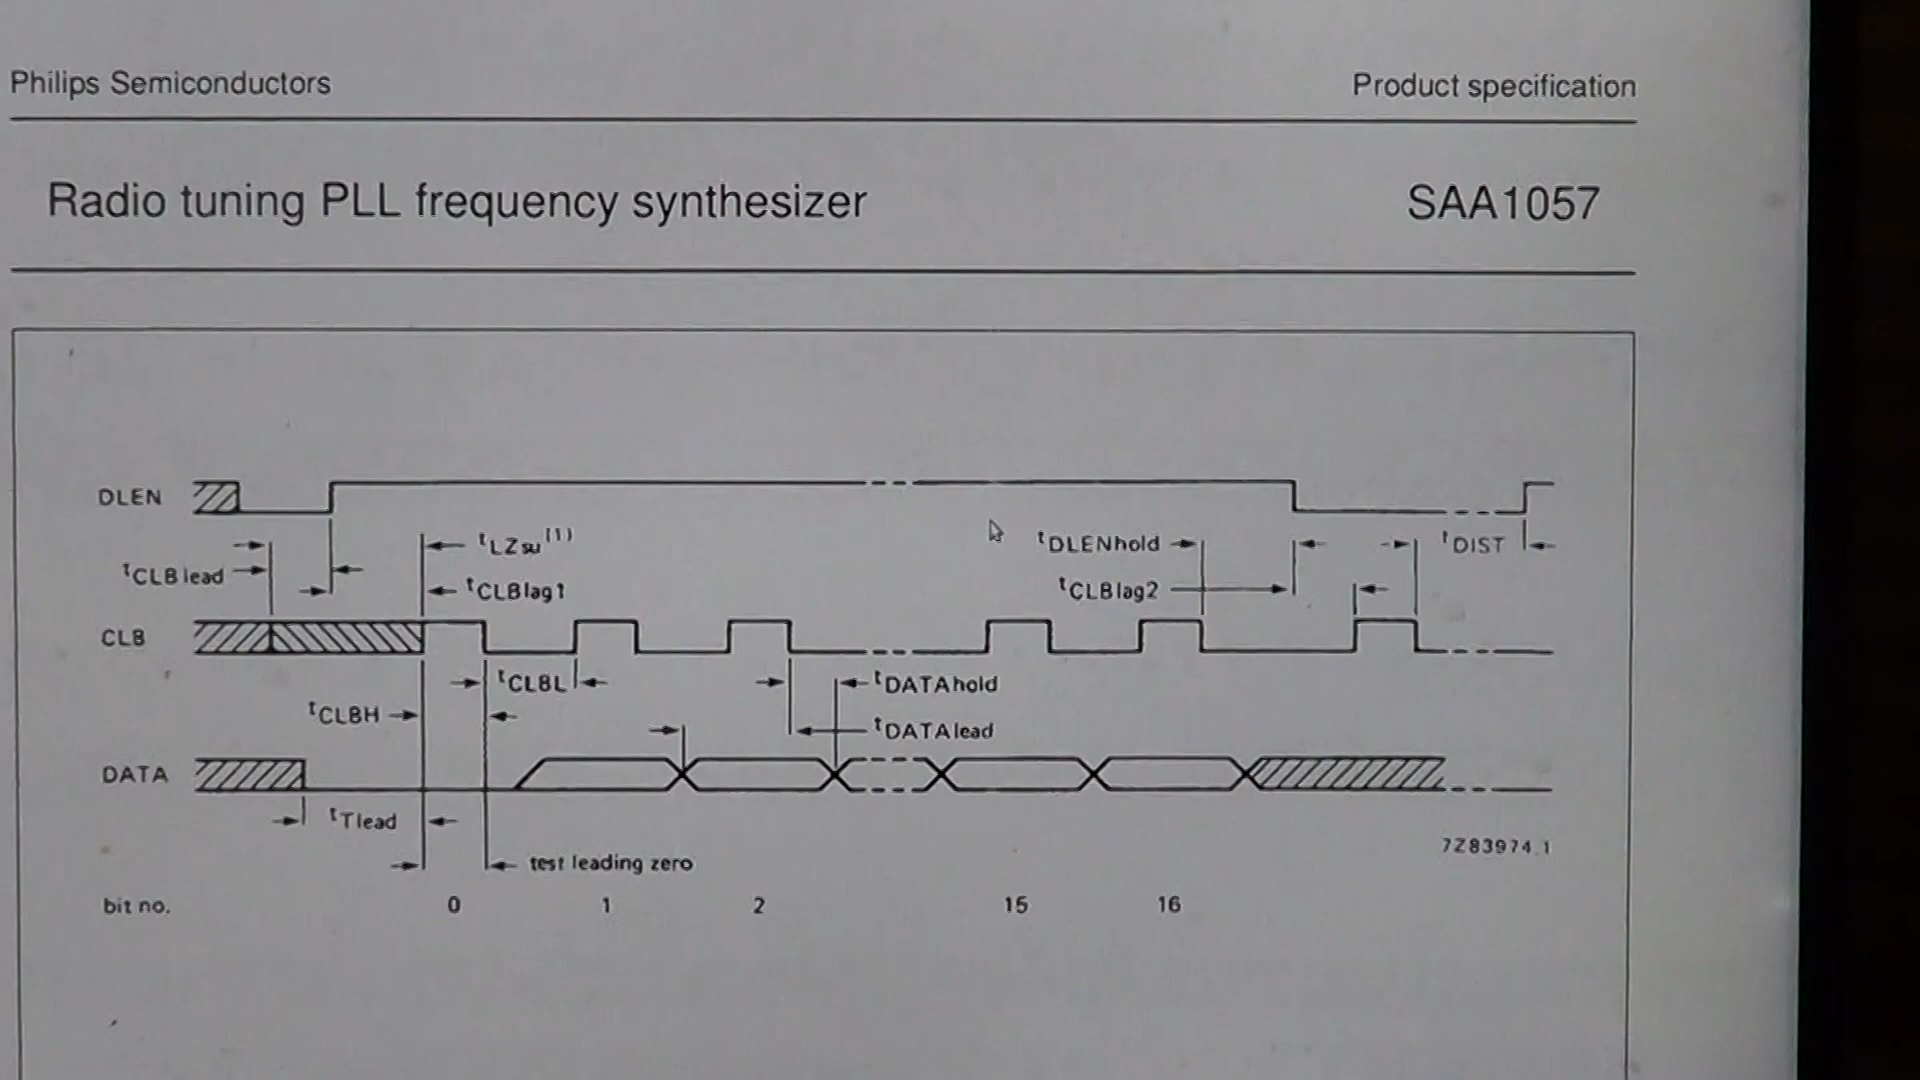 Philips Semiconductors Product specification
Radio tuning PLL frequency synthesizer SAA1057
DLEN
tLZsu(1) tDLENhold tDIST
tCLBlead tCLBlag1 tCLBlag2
CLB
tCLBL tDATAhold
tCLBH tDATAlead
DATA
tTlead
7Z83974.1
test leading zero
bit no. 0 1 2 15 16